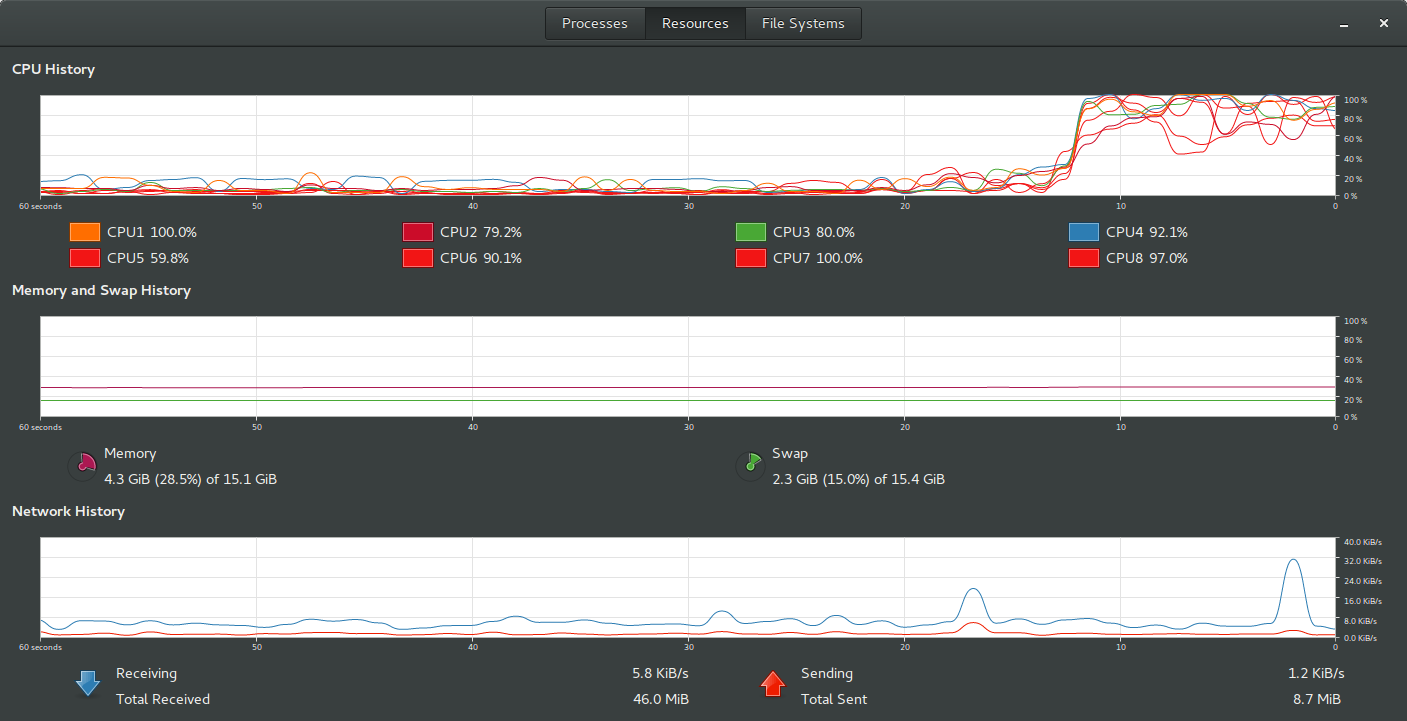 Processes Resources File Systems
CPU History
100 %
80 %
60 %
40 %
20 %
0 %
60 seconds 50 40 30 20 10 0
CPU1 100.0% CPU2 79.2% CPU3 80.0% CPU4 92.1%
CPU5 59.8% CPU6 90.1% CPU7 100.0% CPU8 97.0%
Memory and Swap History
100 %
80 %
60 %
40 %
20 %
0 %
60 seconds 50 40 30 20 10 0
Memory Swap
4.3 GiB (28.5%) of 15.1 GiB 2.3 GiB (15.0%) of 15.4 GiB
Network History
40.0 KiB/s
32.0 KiB/s
24.0 KiB/s
16.0 KiB/s
8.0 KiB/s
0.0 KiB/s
60 seconds 50 40 30 20 10 0
Receiving 5.8 KiB/s Sending 1.2 KiB/s
Total Received 46.0 MiB Total Sent 8.7 MiB